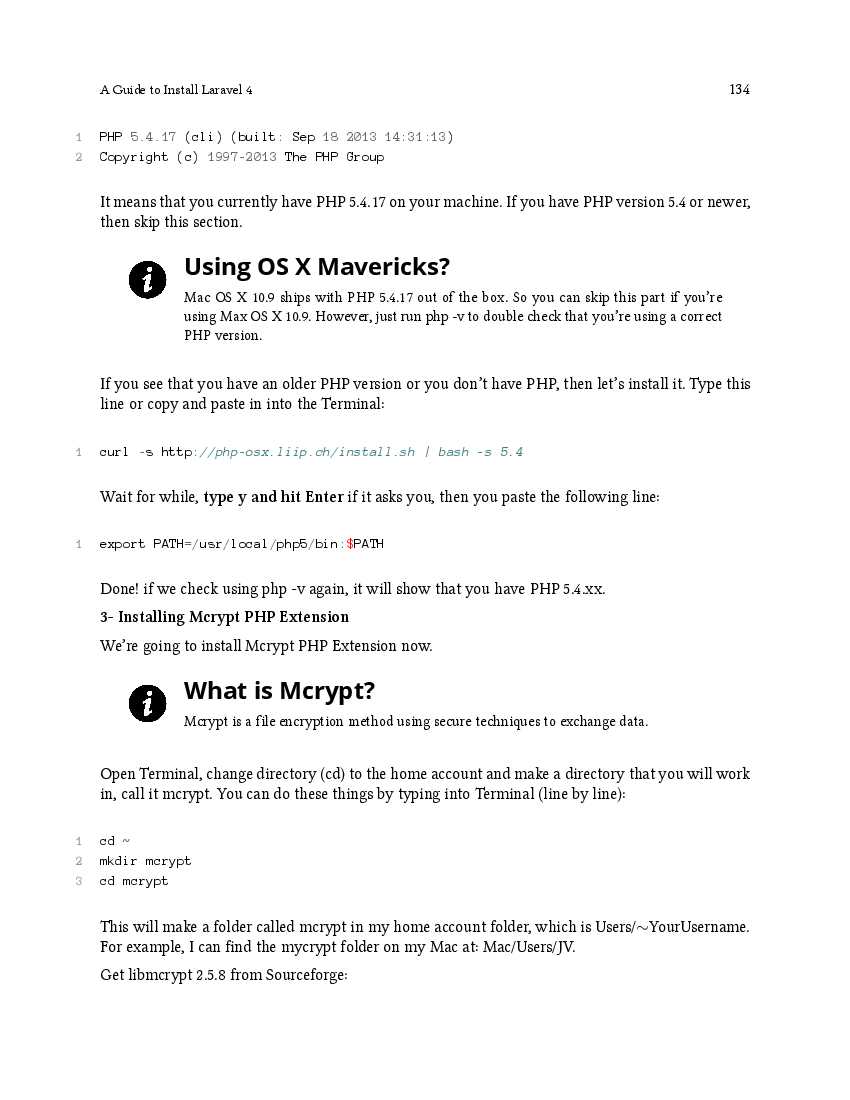 A Guide to Install Laravel 4 134
1 PHP 5.4.17 (cli) (built: Sep 18 2013 14:31:13)
2 Copyright (c) 1997-2013 The PHP Group
It means that you currently have PHP 5.4.17 on your machine. If you have PHP version 5.4 or newer,
then skip this section.
Using OS X Mavericks?
Mac OS X 10.9 ships with PHP 5.4.17 out of the box. So you can skip this part if you're
using Max OS X 10.9. However, just run php -v to double check that you're using a correct
PHP version.
If you see that you have an older PHP version or you don't have PHP, then let's install it. Type this
line or copy and paste in into the Terminal:
1 curl -s http://php-osx.liip.ch/install.sh | bash -s 5.4
Wait for while, type y and hit Enter if it asks you, then you paste the following line:
1 export PATH=/usr/local/php5/bin:$PATH
Done! if we check using php -v again, it will show that you have PHP 5.4.xx.
3- Installing Mcrypt PHP Extension
We're going to install Mcrypt PHP Extension now.
What is Mcrypt?
Mcrypt is a file encryption method using secure techniques to exchange data.
Open Terminal, change directory (cd) to the home account and make a directory that you will work
in, call it mcrypt. You can do these things by typing into Terminal (line by line):
1 cd ~
2 mkdir mcrypt
3 cd mcrypt
This will make a folder called mcrypt in my home account folder, which is Users/∼YourUsername.
For example, I can find the mycrypt folder on my Mac at: Mac/Users/JV.
Get libmcrypt 2.5.8 from Sourceforge: